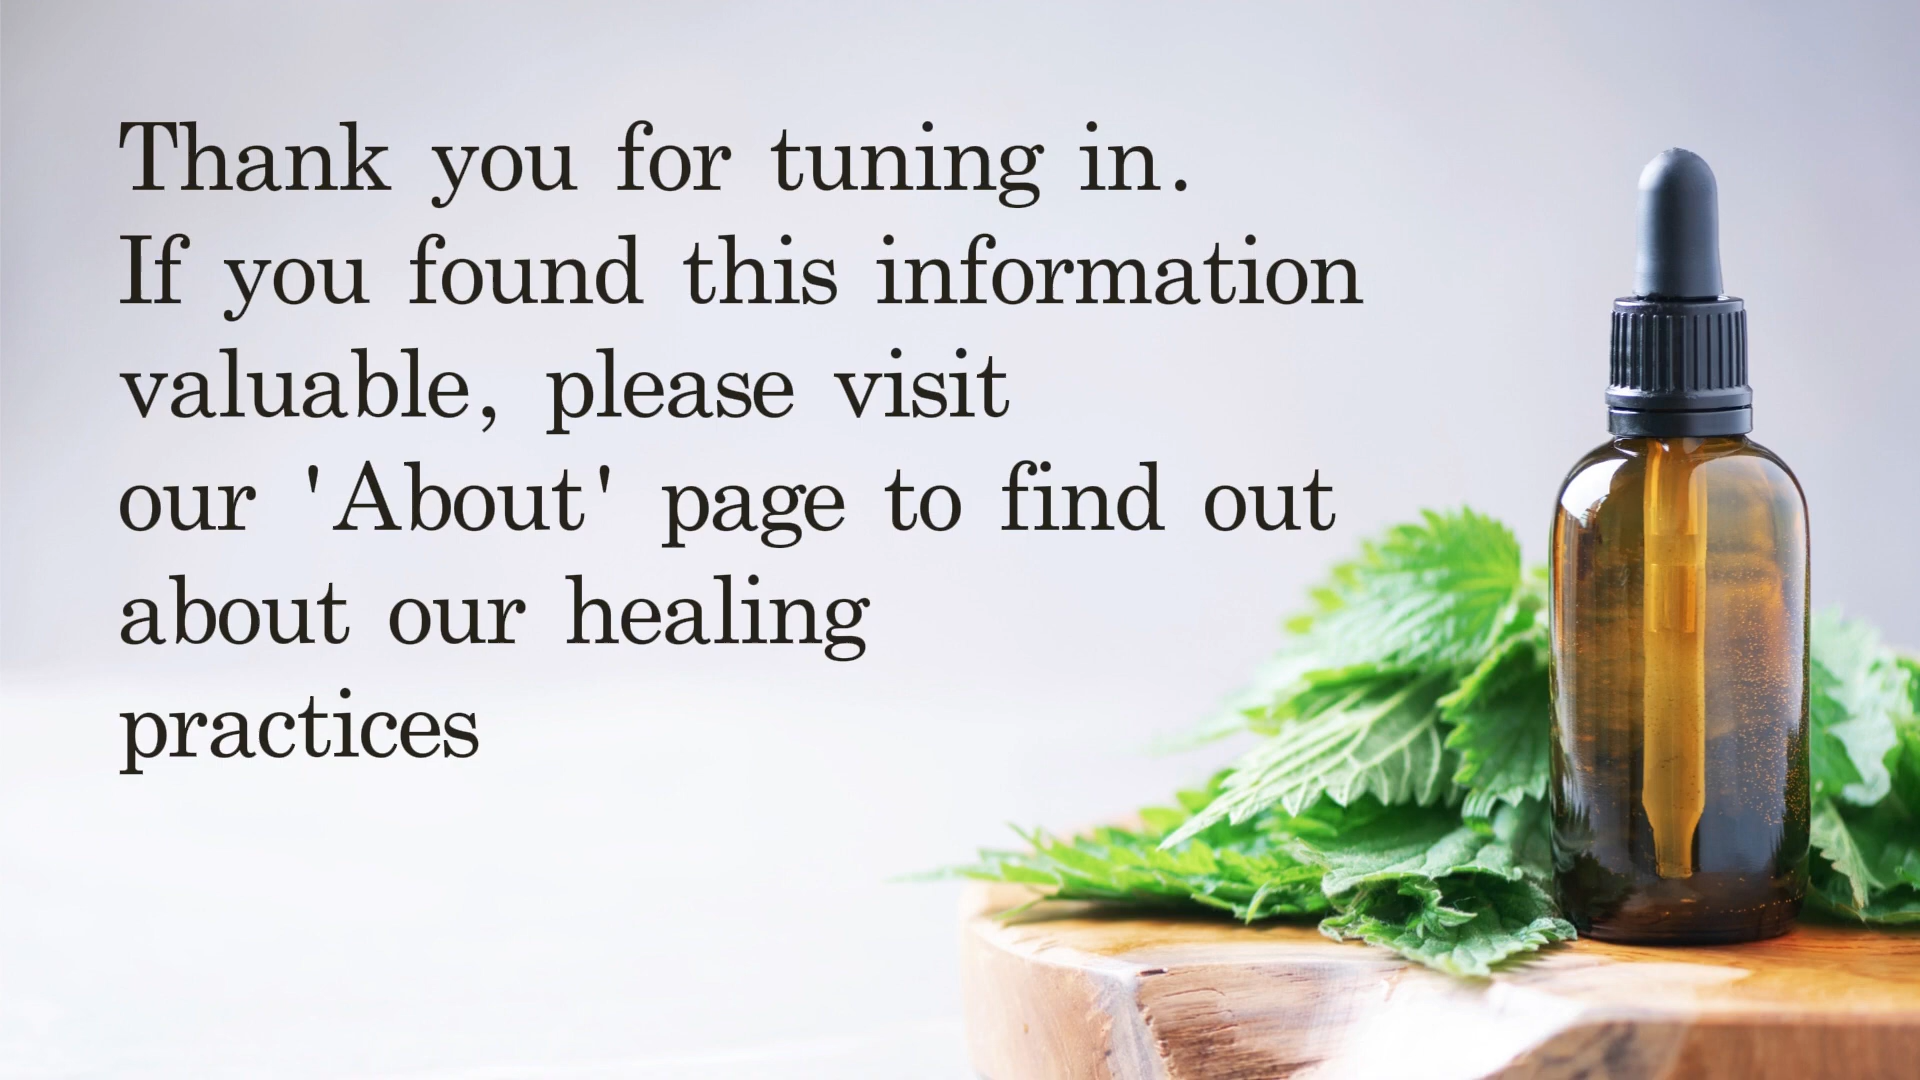 Thank you for tuning in.
If you found this information
valuable, please visit
our 'About' page to find out
about our healing
practices